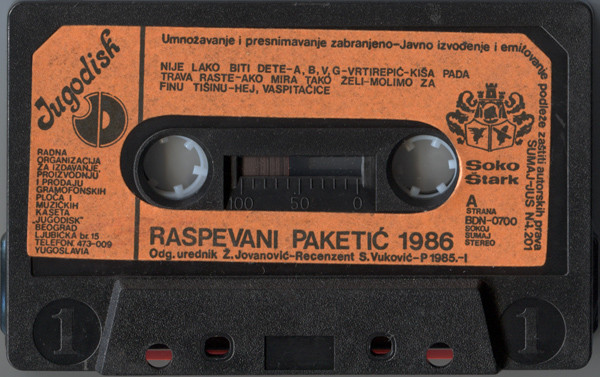 Jugodisk
Umnožavanje i presnimavanje zabranjeno-Javno izvođenje i emitovanje podleže zaštiti autorskih prava
SUMAJ-JUS N4.201
NIJE LAKO BITI DETE-A, B, V, G-VRTIREPIĆ-KIŠA PADA
TRAVA RASTE-AKO MIRA TAKO ŽELI-MOLIMO ZA
FINU TIŠINU-HEJ, VASPITAČICE
RADNA
ORGANIZACIJA
ZA IZDAVANJE,
PROIZVODNJU
I PRODAJU
GRAMOFONSKIH
PLOČA I
MUZIČKIH
KASETA
"JUGODISK"
BEOGRAD
LJUBIČKA br. 15
TELEFON: 473-009
YUGOSLAVIA
100 50 0
Soko
Štark
A
STRANA
BDN-0700
SOKOJ
SUMAJ
STEREO
RASPEVANI PAKETIĆ 1986
Odg. urednik Ž. Jovanović-Recenzent S. Vuković-P 1985.-I
1 1